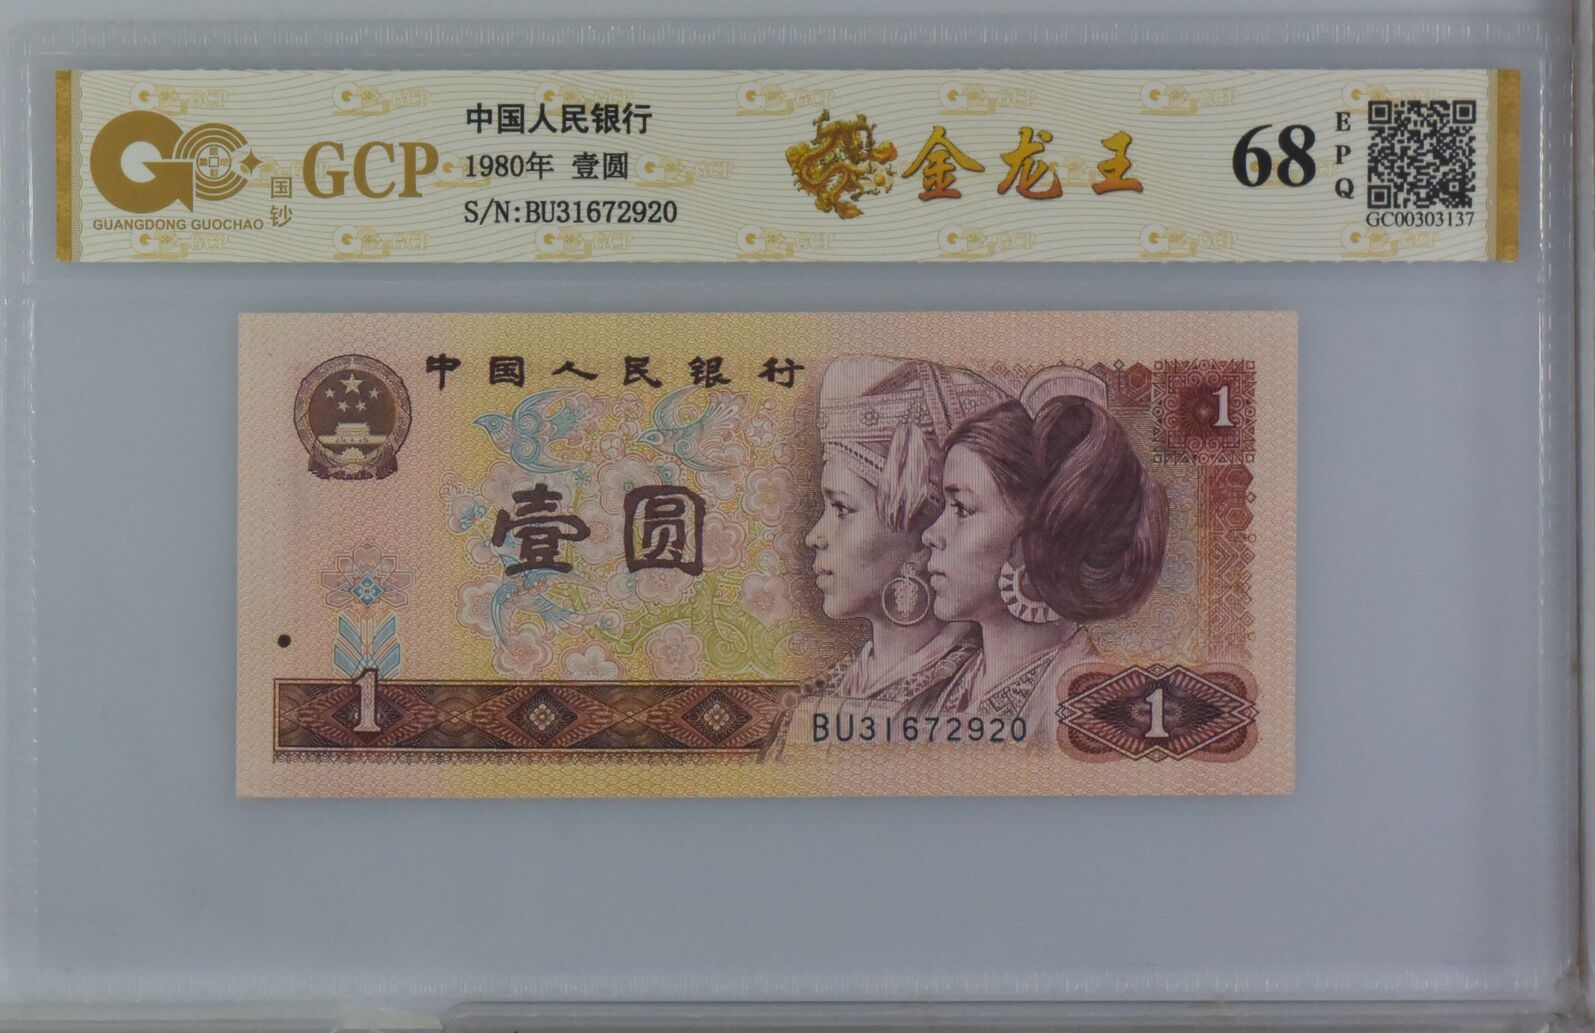 GUANGDONG GUOCHAO
国钞
GCP
中国人民银行
1980年 壹圆
S/N:BU31672920
金龙王
68
EPQ
GC00303137
中国人民银行
1
壹圆
1
BU31672920
1